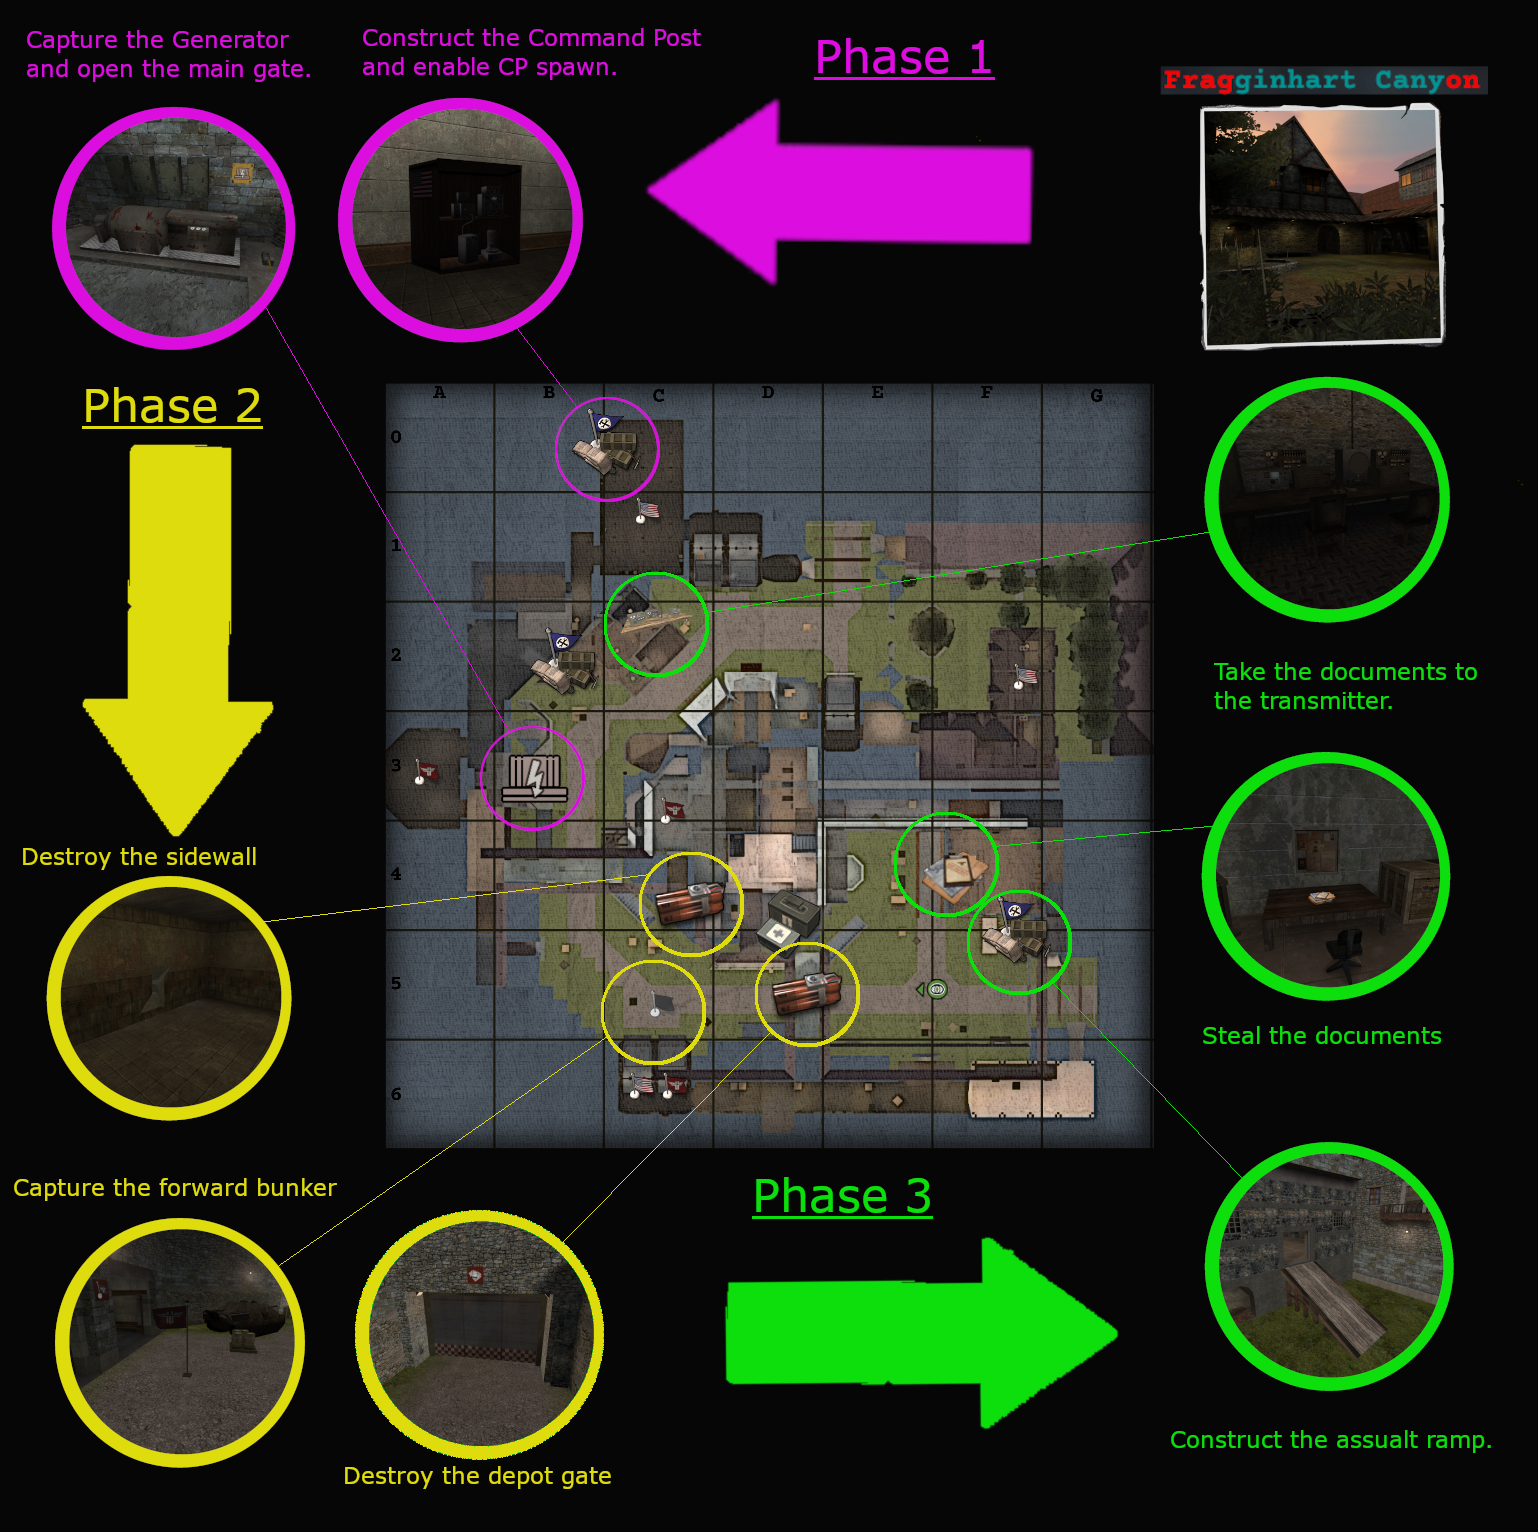 Capture the Generator
and open the main gate.
Construct the Command Post
and enable CP spawn.
Phase 1
Fragginhart Canyon
Phase 2
A B C D E F G
0
1
2
3
4
5
6
Take the documents to
the transmitter.
Destroy the sidewall
Steal the documents
Capture the forward bunker
Phase 3
Construct the assualt ramp.
Destroy the depot gate